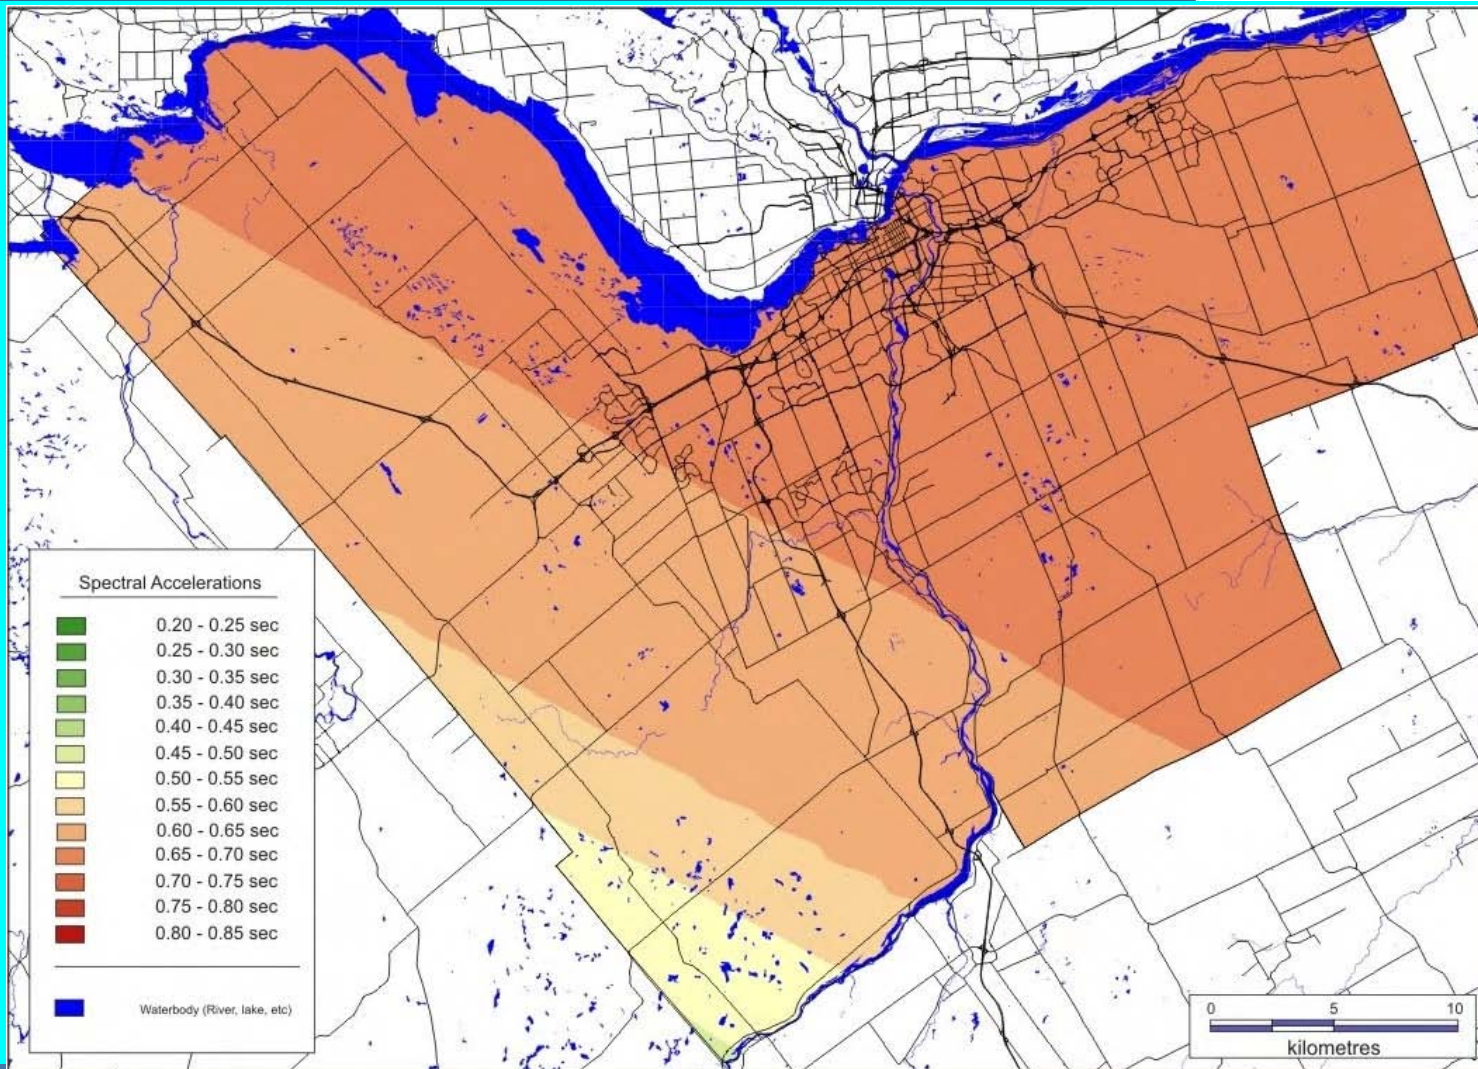 Spectral Accelerations
0.20 - 0.25 sec
0.25 - 0.30 sec
0.30 - 0.35 sec
0.35 - 0.40 sec
0.40 - 0.45 sec
0.45 - 0.50 sec
0.50 - 0.55 sec
0.55 - 0.60 sec
0.60 - 0.65 sec
0.65 - 0.70 sec
0.70 - 0.75 sec
0.75 - 0.80 sec
0.80 - 0.85 sec
Waterbody (River, lake, etc)
0 5 10
kilometres